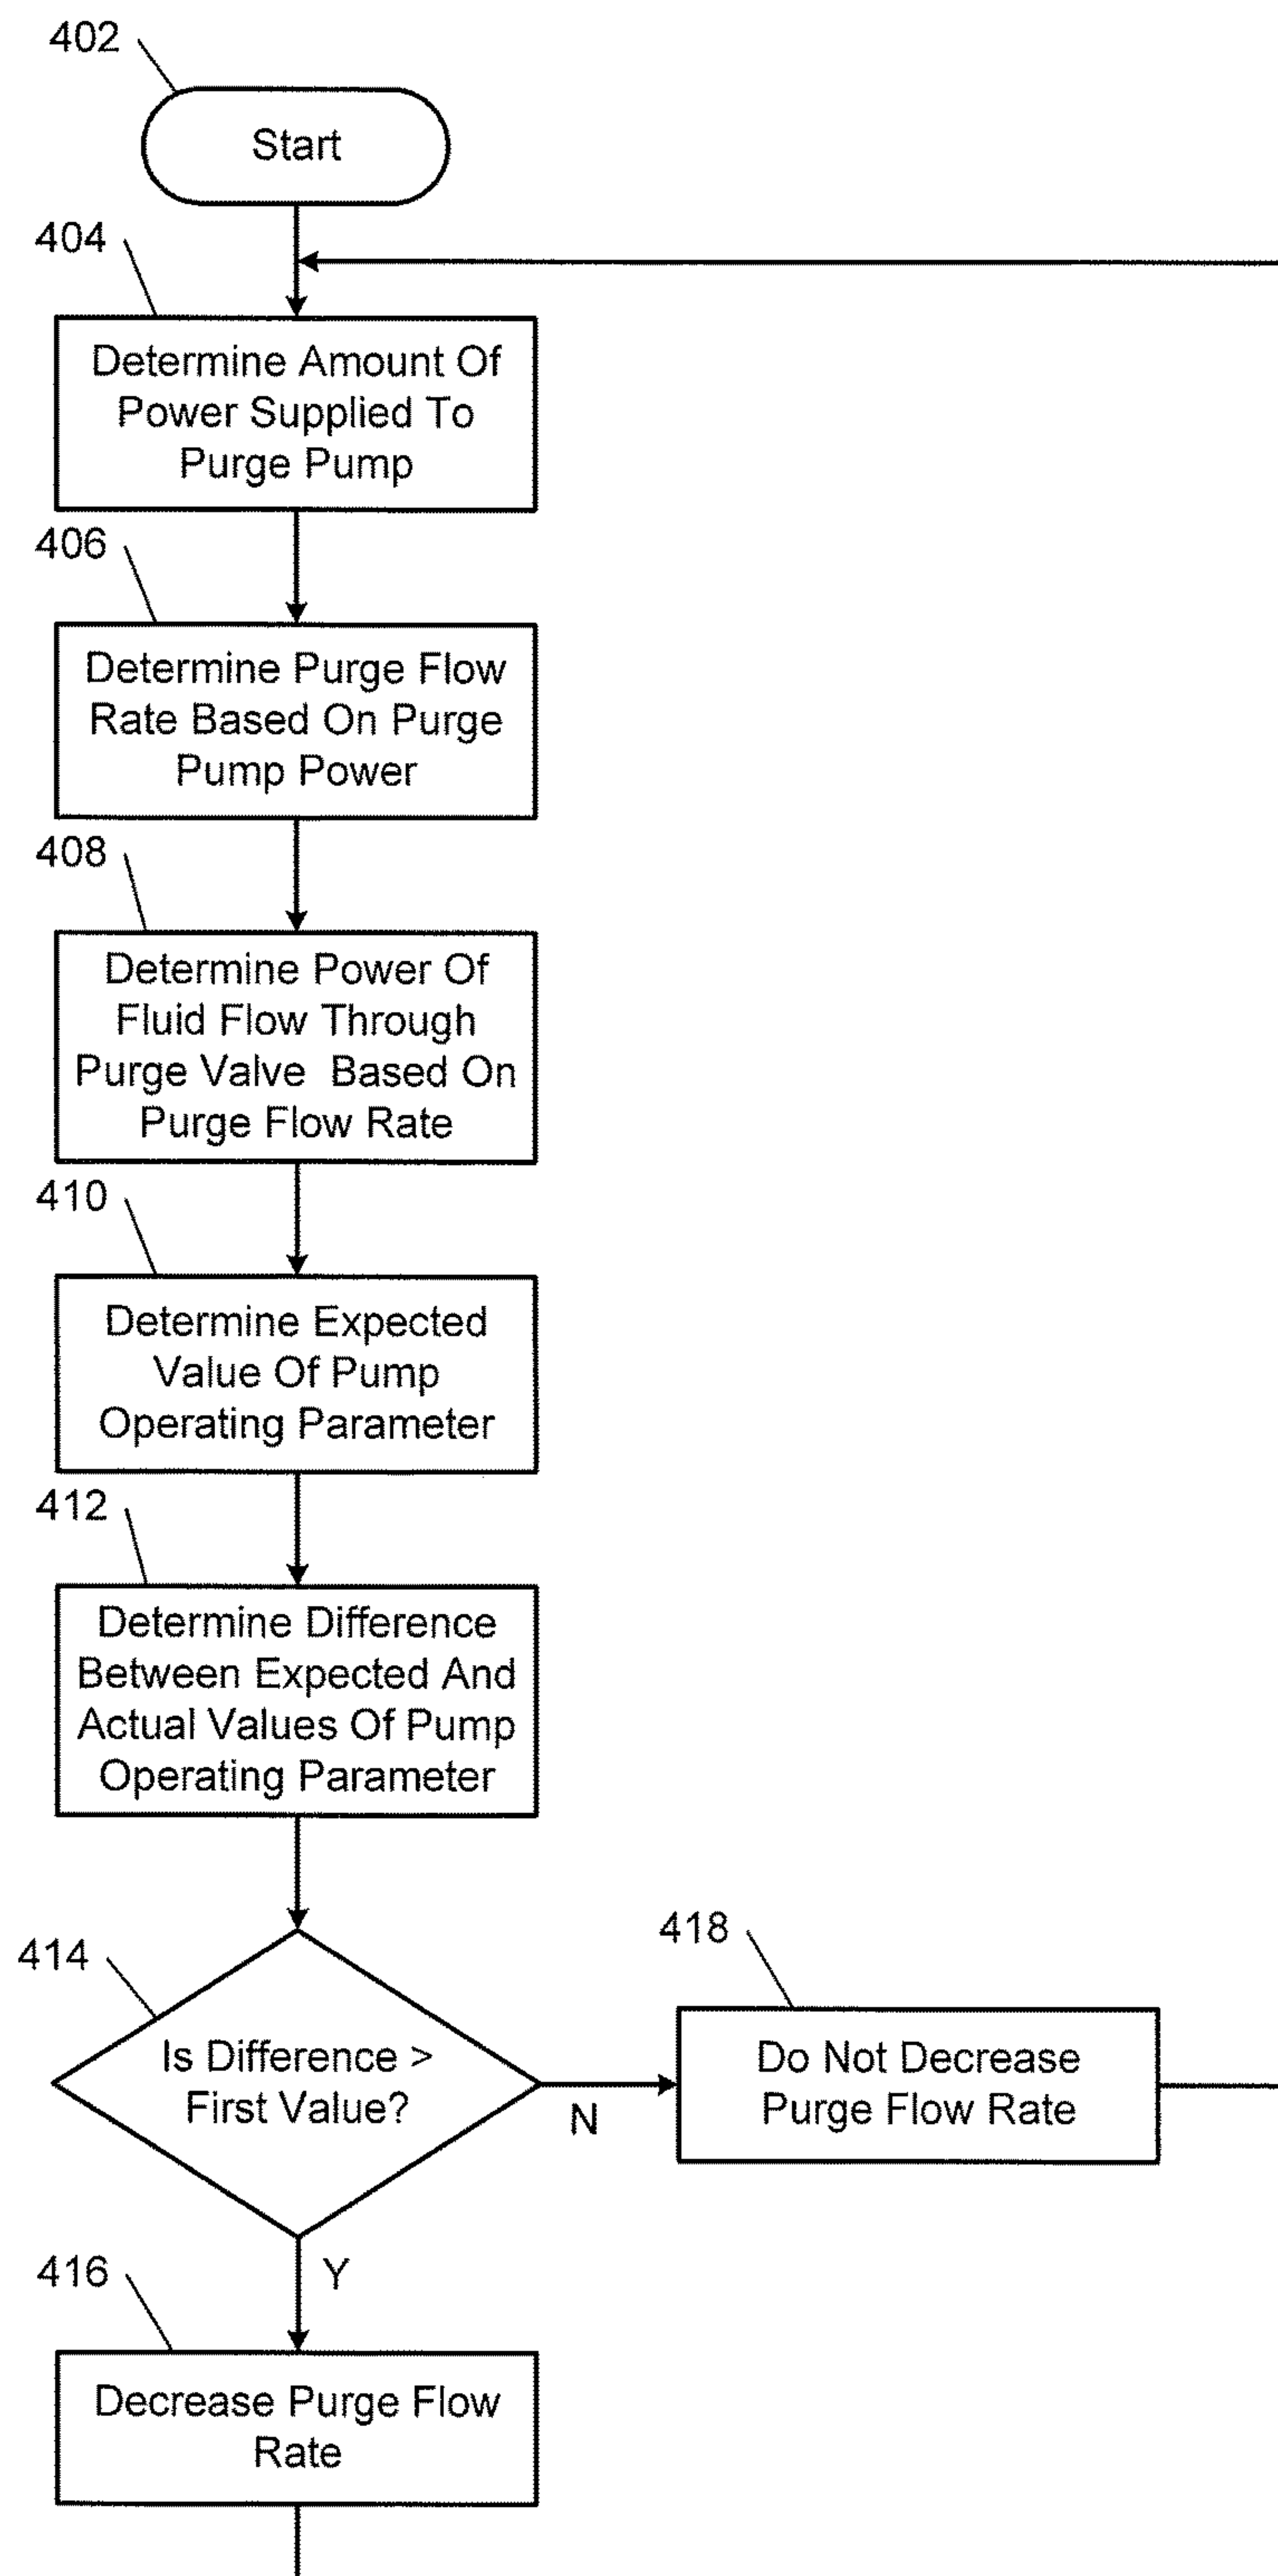 402
Start
404
Determine Amount Of
Power Supplied To
Purge Pump
406
Determine Purge Flow
Rate Based On Purge
Pump Power
408
Determine Power Of
Fluid Flow Through
Purge Valve Based On
Purge Flow Rate
410
Determine Expected
Value Of Pump
Operating Parameter
412
Determine Difference
Between Expected And
Actual Values Of Pump
Operating Parameter
414
Is Difference >
First Value?
N
418
Do Not Decrease
Purge Flow Rate
Y
416
Decrease Purge Flow
Rate